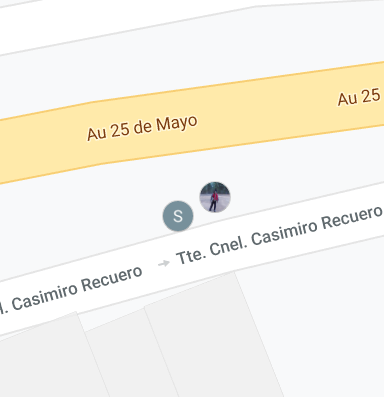 Au 25 de Mayo
Au 25
S
Tte. Cnel. Casimiro Recuero
l. Casimiro Recuero